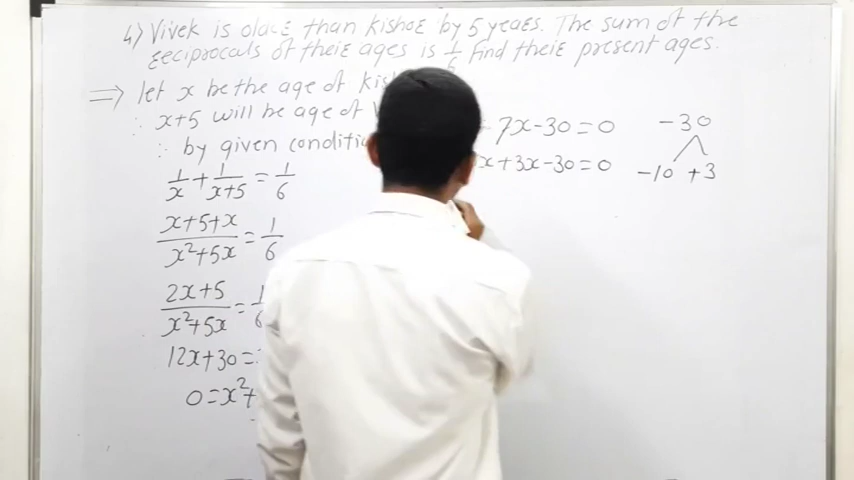 4) Vivek is older than Kishor by 5 years. The sum of the
reciprocals of their ages is 1/6 find their present ages.
⇒ let x be the age of Kis
∴ x+5 will be age of
∴ by given conditi
1/x + 1/(x+5) = 1/6
(x+5+x)/(x²+5x) = 1/6
(2x+5)/(x²+5x) = 1/6
12x+30=
0=x²+
- 7x-30=0
x+3x-30=0
-30
-10 +3